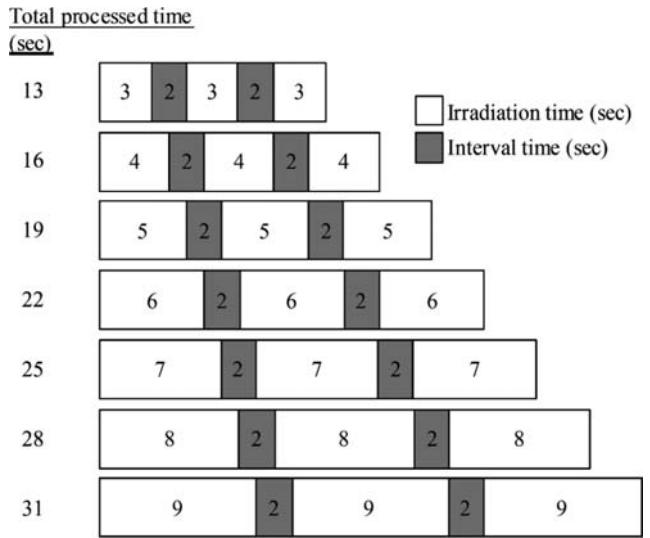 Total processed time
(sec)
13 3 2 3 2 3
Irradiation time (sec)
Interval time (sec)
16 4 2 4 2 4
19 5 2 5 2 5
22 6 2 6 2 6
25 7 2 7 2 7
28 8 2 8 2 8
31 9 2 9 2 9